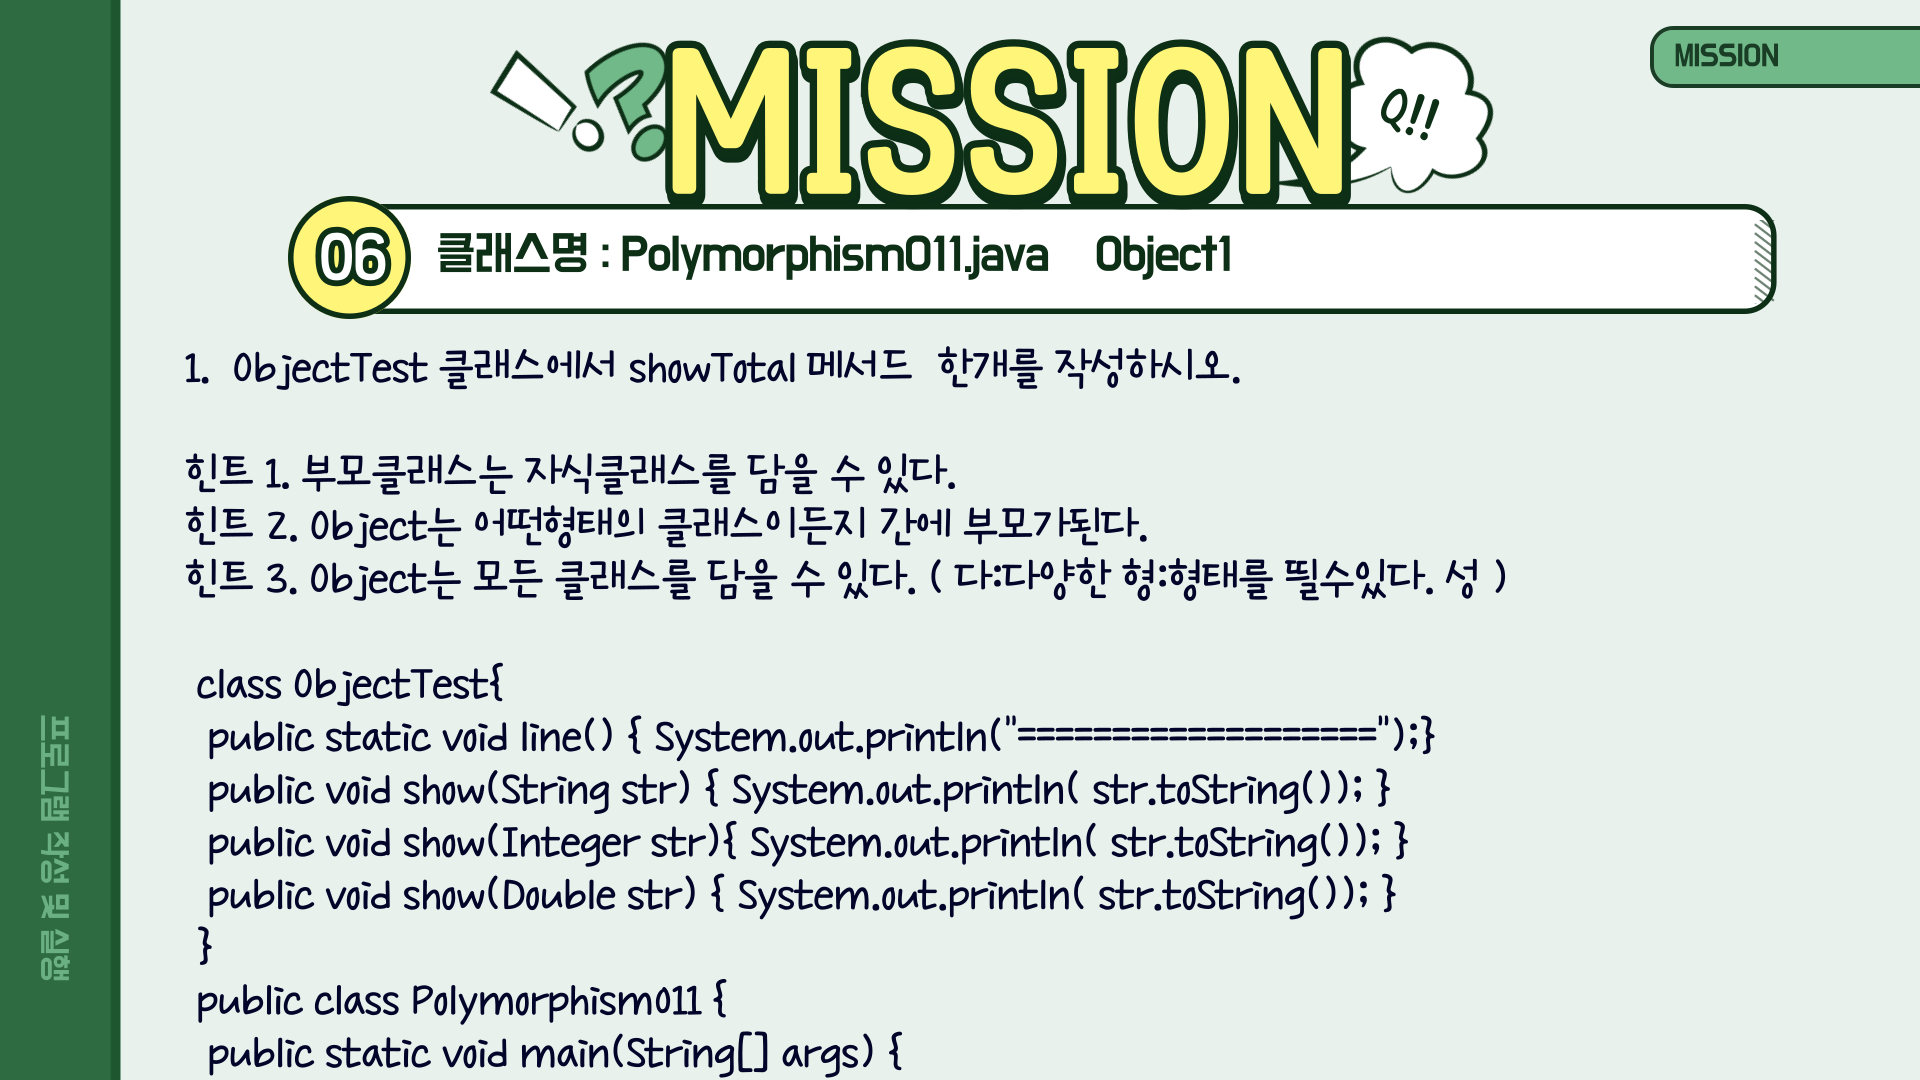 MISSION
!?
MISSION
Q!!
06
클래스명 : Polymorphism011.java Object1
1. ObjectTest 클래스에서 showTotal 메서드 한개를 작성하시오.
힌트 1. 부모클래스는 자식클래스를 담을 수 있다.
힌트 2. Object는 어떤형태의 클래스이든지 간에 부모가된다.
힌트 3. Object는 모든 클래스를 담을 수 있다. ( 다:다양한 형:형태를 띌수있다. 성 )
class ObjectTest{
public static void line() { System.out.println("===================");}
public void show(String str) { System.out.println( str.toString()); }
public void show(Integer str){ System.out.println( str.toString()); }
public void show(Double str) { System.out.println( str.toString()); }
}
public class Polymorphism011 {
public static void main(String[] args) {
프로그램 작성 및 실행